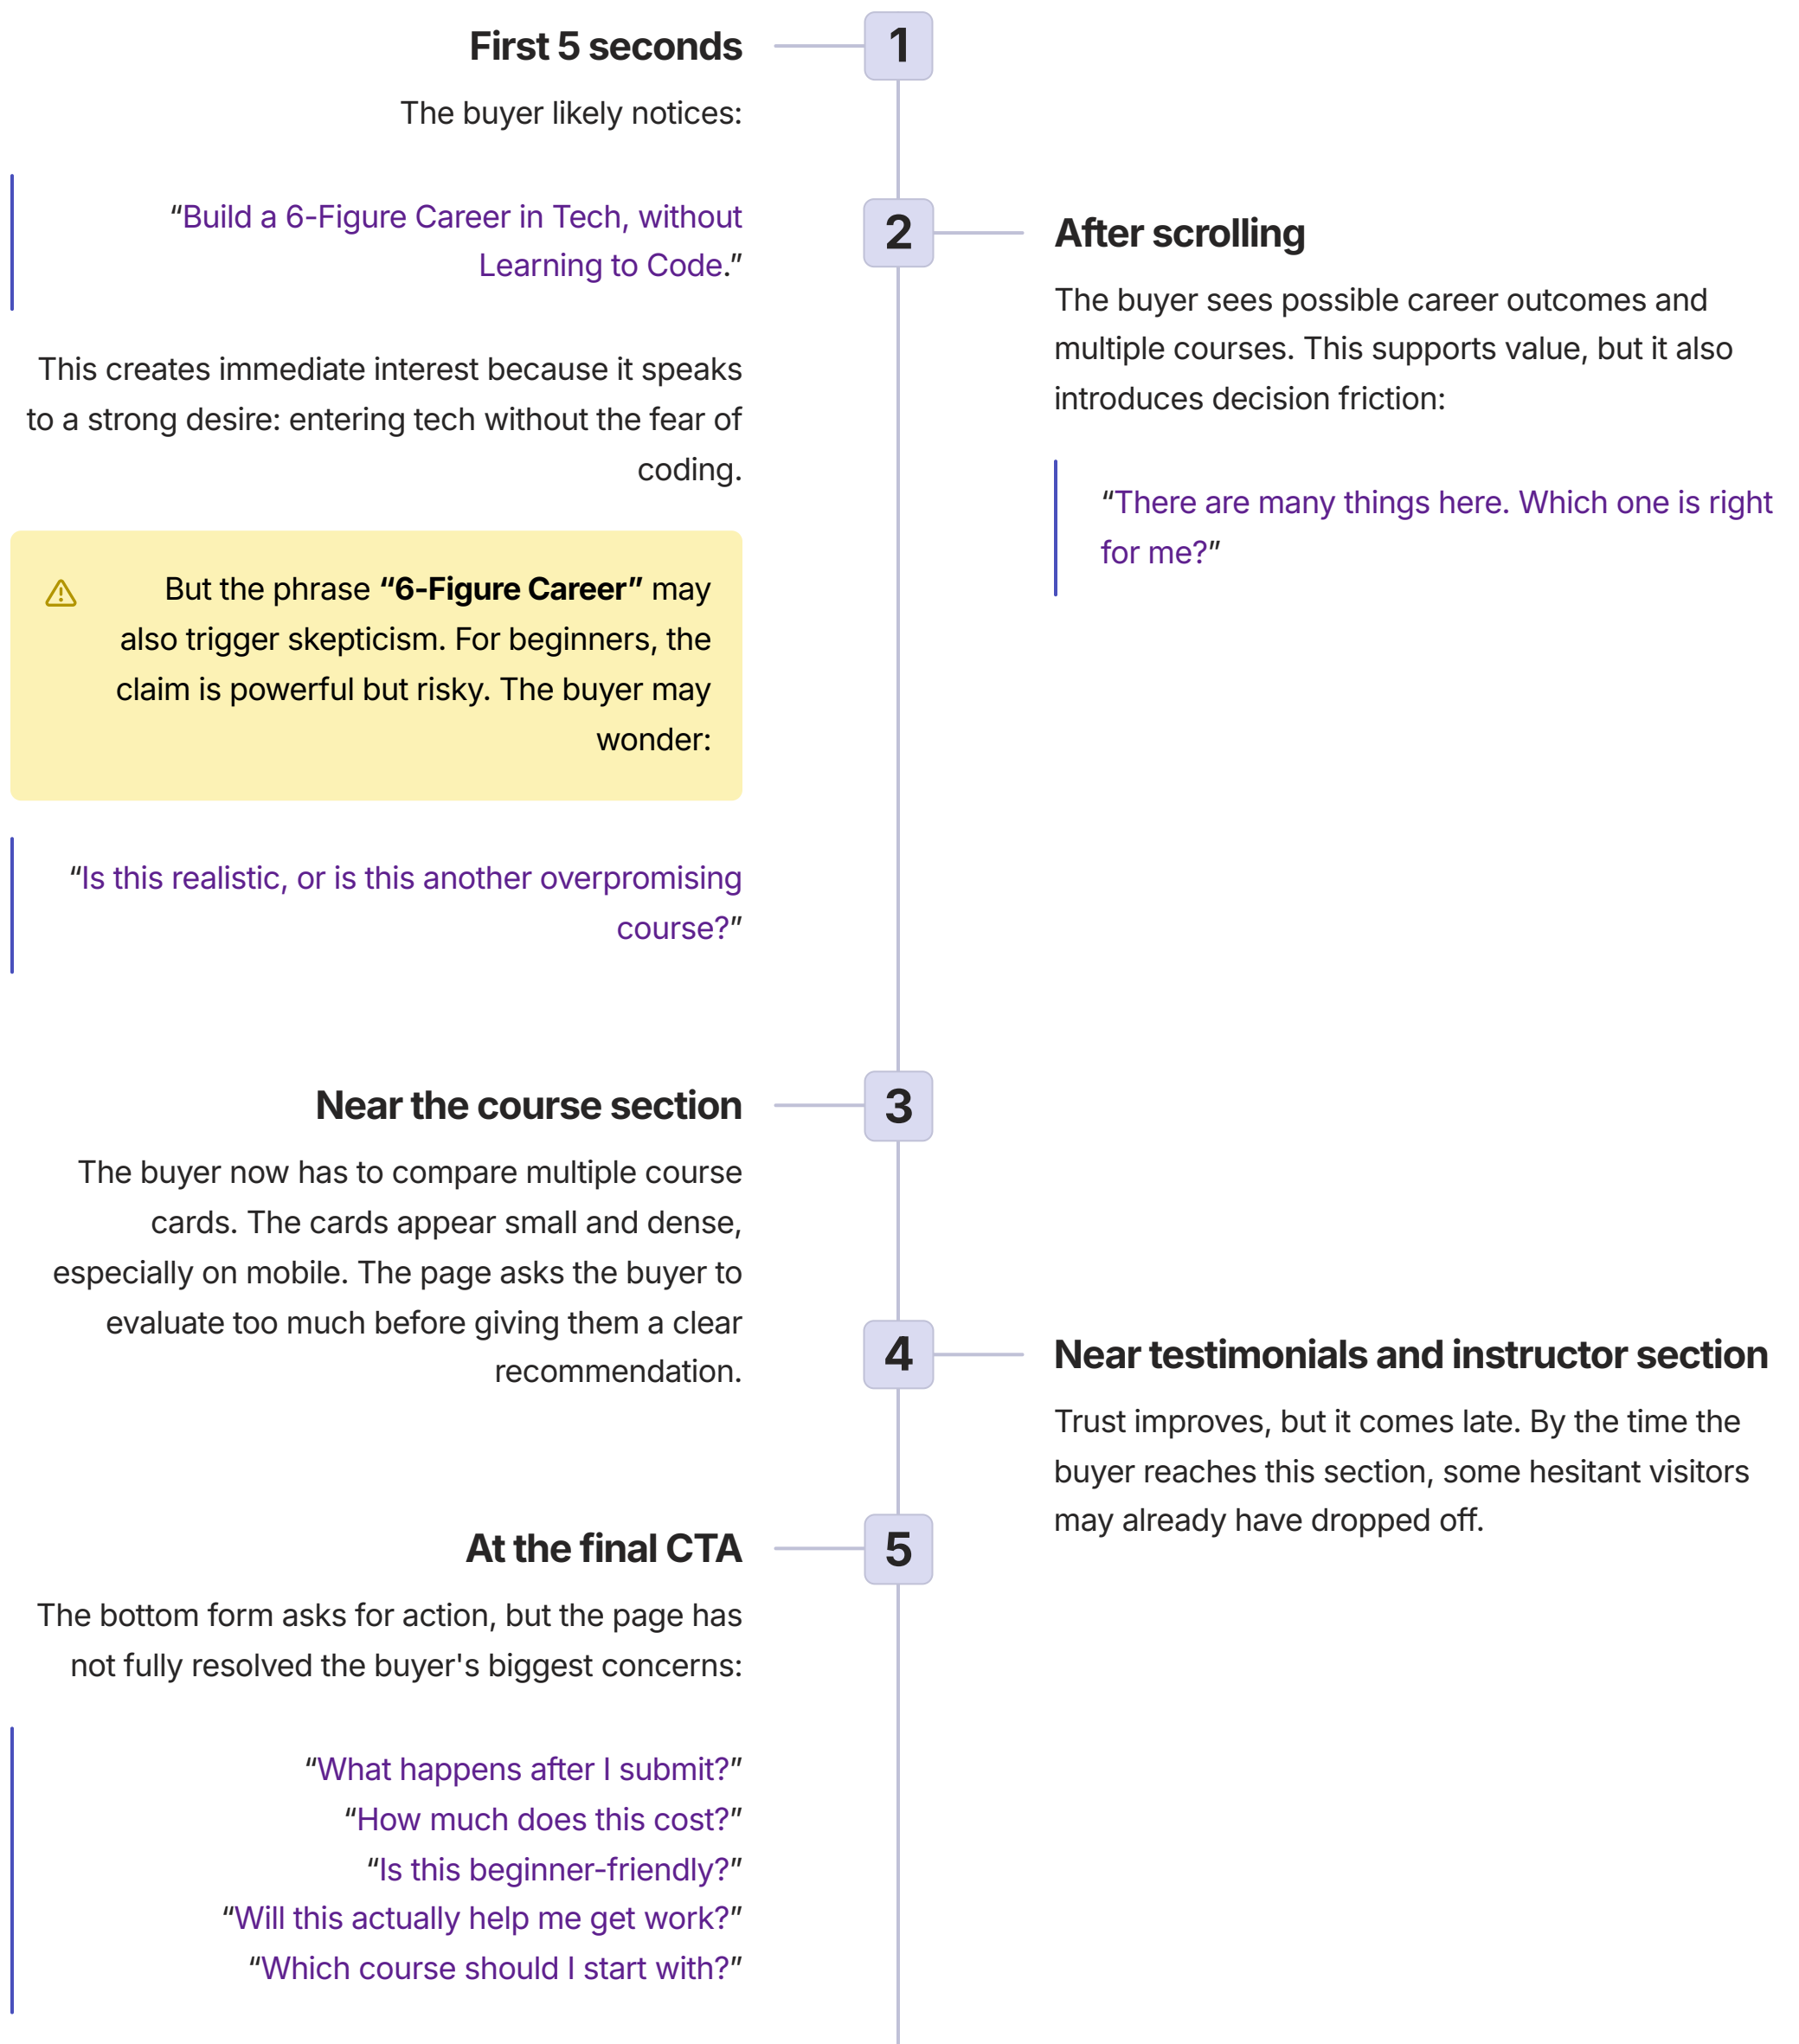 1
First 5 seconds
The buyer likely notices:
“Build a 6-Figure Career in Tech, without
Learning to Code.”
This creates immediate interest because it speaks
to a strong desire: entering tech without the fear of
coding.
But the phrase “6-Figure Career” may
also trigger skepticism. For beginners, the
claim is powerful but risky. The buyer may
wonder:
“Is this realistic, or is this another overpromising
course?”
2
After scrolling
The buyer sees possible career outcomes and
multiple courses. This supports value, but it also
introduces decision friction:
“There are many things here. Which one is right
for me?”
3
Near the course section
The buyer now has to compare multiple course
cards. The cards appear small and dense,
especially on mobile. The page asks the buyer to
evaluate too much before giving them a clear
recommendation.
4
Near testimonials and instructor section
Trust improves, but it comes late. By the time the
buyer reaches this section, some hesitant visitors
may already have dropped off.
5
At the final CTA
The bottom form asks for action, but the page has
not fully resolved the buyer's biggest concerns:
“What happens after I submit?”
“How much does this cost?”
“Is this beginner-friendly?”
“Will this actually help me get work?”
“Which course should I start with?”